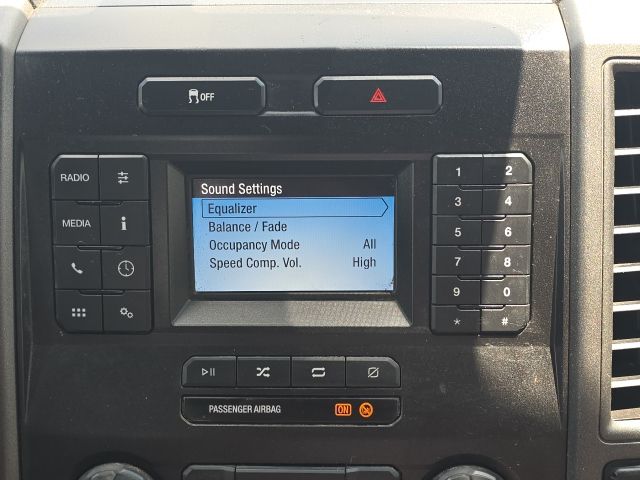 OFF
RADIO
MEDIA
Sound Settings
Equalizer
Balance / Fade
Occupancy Mode All
Speed Comp. Vol. High
1 2
3 4
5 6
7 8
9 0
* #
PASSENGER AIRBAG ON